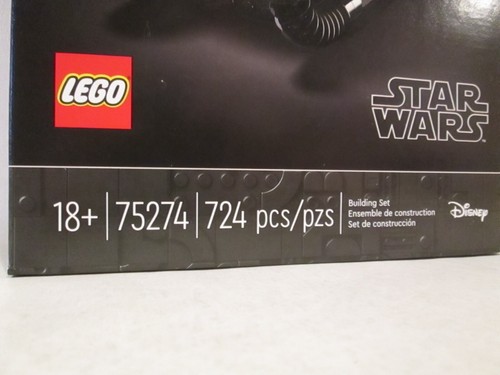 LEGO
STAR
WARS
18+ 75274 724 pcs/pzs
Building Set
Ensemble de construction
Set de construcción
Disney